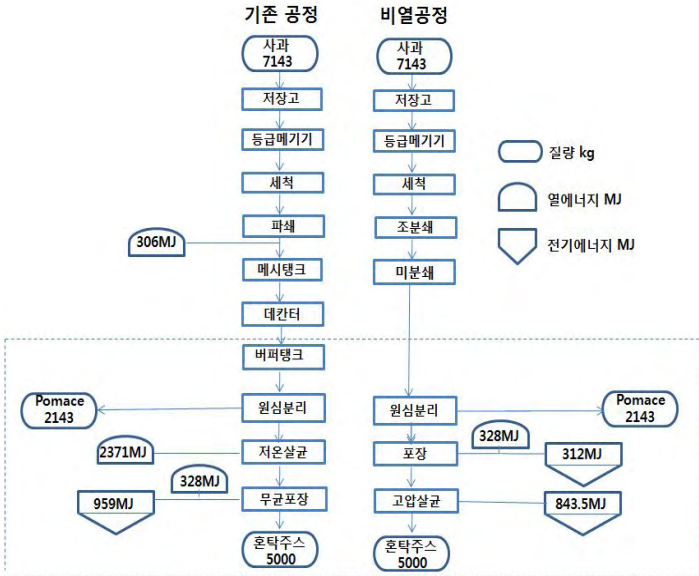 기존 공정
사과
7143
저장고
등급메기기
세척
파쇄
306MJ
메시탱크
데칸터
버퍼탱크
Pomace
2143
원심분리
2371MJ
저온살균
328MJ
959MJ
무균포장
혼탁주스
5000
비열공정
사과
7143
저장고
등급메기기
세척
조분쇄
미분쇄
원심분리
Pomace
2143
328MJ
포장
312MJ
고압살균
843.5MJ
혼탁주스
5000
질량 kg
열에너지 MJ
전기에너지 MJ